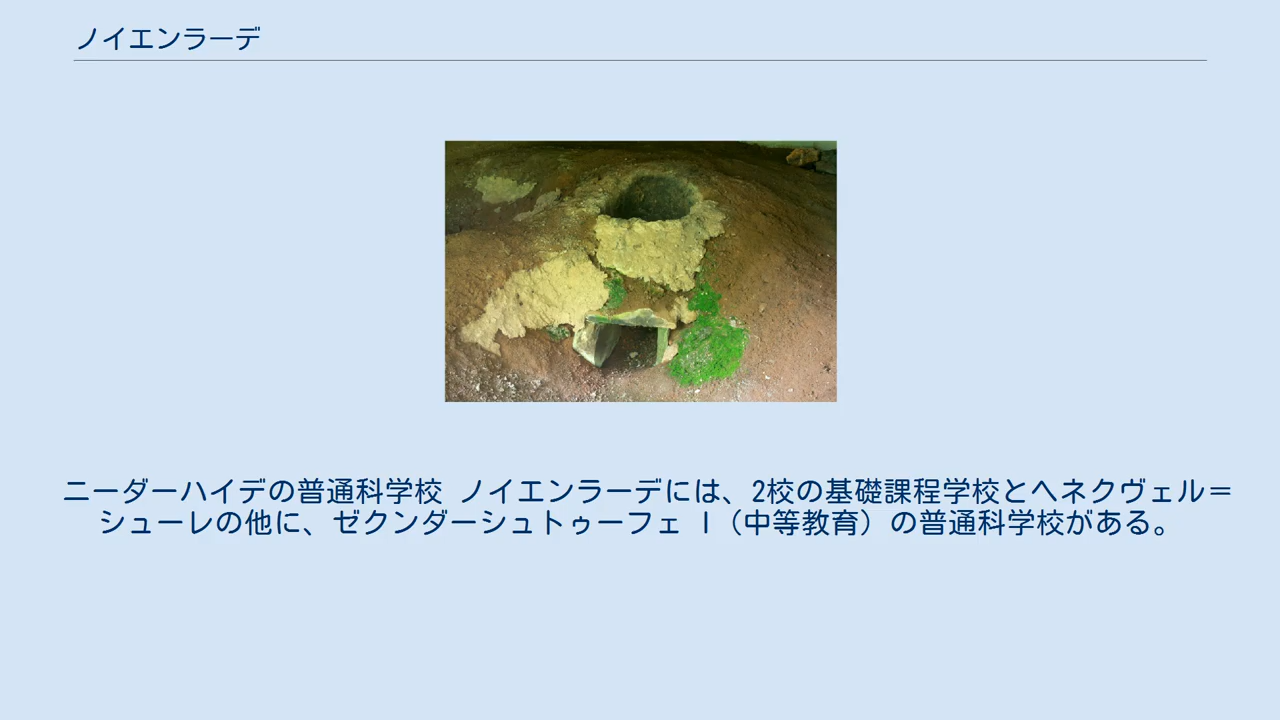 ノイエンラーデ
ニーダーハイデの普通科学校 ノイエンラーデには、2校の基礎課程学校とヘネクヴェル＝
シューレの他に、ゼクンダーシュトゥーフェ I（中等教育）の普通科学校がある。